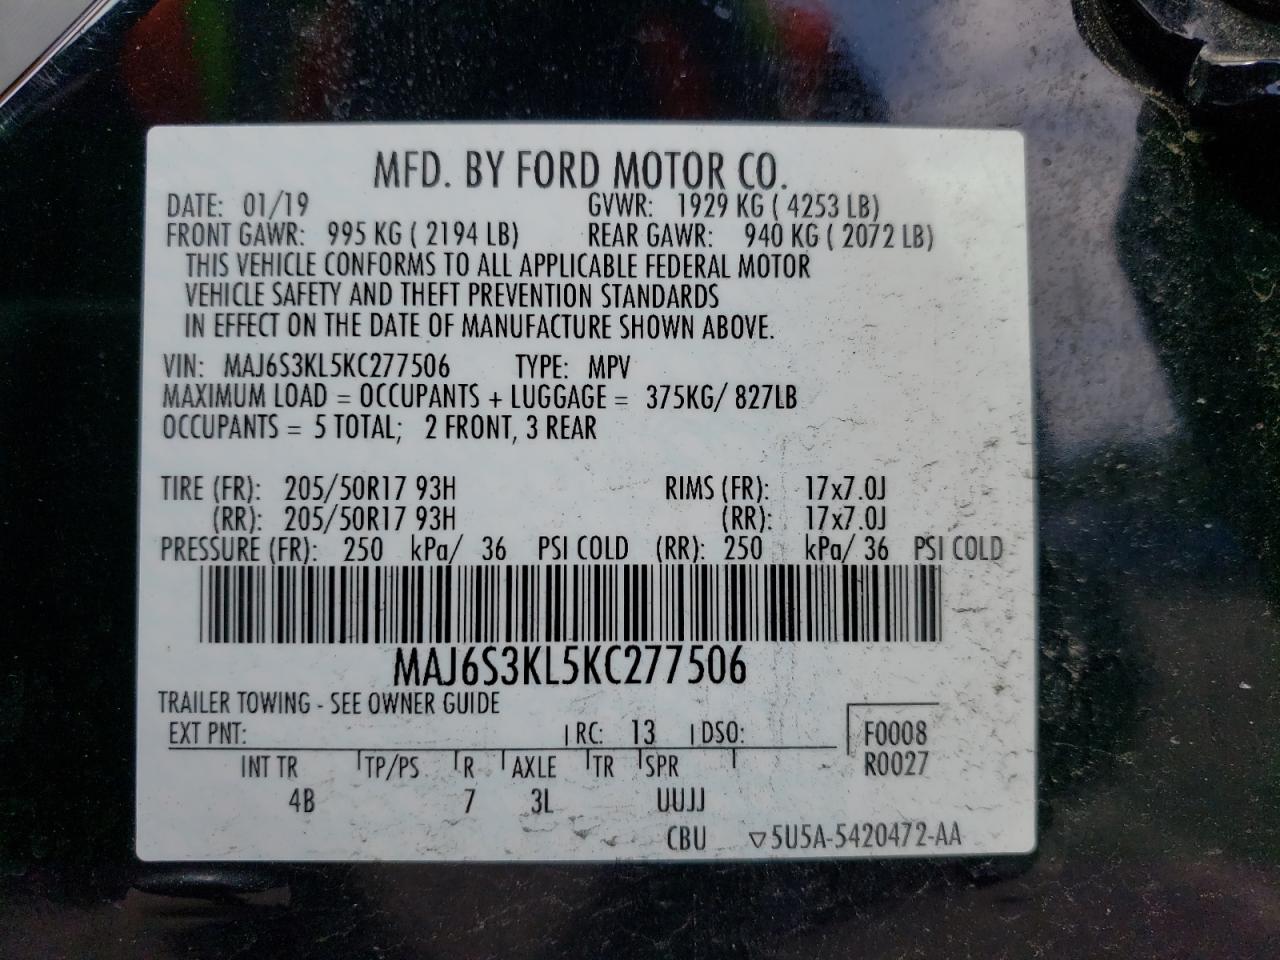 MFD. BY FORD MOTOR CO.
DATE: 01/19 GVWR: 1929 KG ( 4253 LB)
FRONT GAWR: 995 KG ( 2194 LB) REAR GAWR: 940 KG ( 2072 LB)
THIS VEHICLE CONFORMS TO ALL APPLICABLE FEDERAL MOTOR
VEHICLE SAFETY AND THEFT PREVENTION STANDARDS
IN EFFECT ON THE DATE OF MANUFACTURE SHOWN ABOVE.
VIN: MAJ6S3KL5KC277506 TYPE: MPV
MAXIMUM LOAD = OCCUPANTS + LUGGAGE = 375KG/ 827LB
OCCUPANTS = 5 TOTAL; 2 FRONT, 3 REAR
TIRE (FR): 205/50R17 93H RIMS (FR): 17x7.0J
(RR): 205/50R17 93H (RR): 17x7.0J
PRESSURE (FR): 250 kPa/ 36 PSI COLD (RR): 250 kPa/ 36 PSI COLD
MAJ6S3KL5KC277506
TRAILER TOWING - SEE OWNER GUIDE
EXT PNT: RC: 13 DSO: F0008
INT TR TP/PS R AXLE TR SPR R0027
4B 7 3L UUJJ
CBU ▽5U5A-5420472-AA